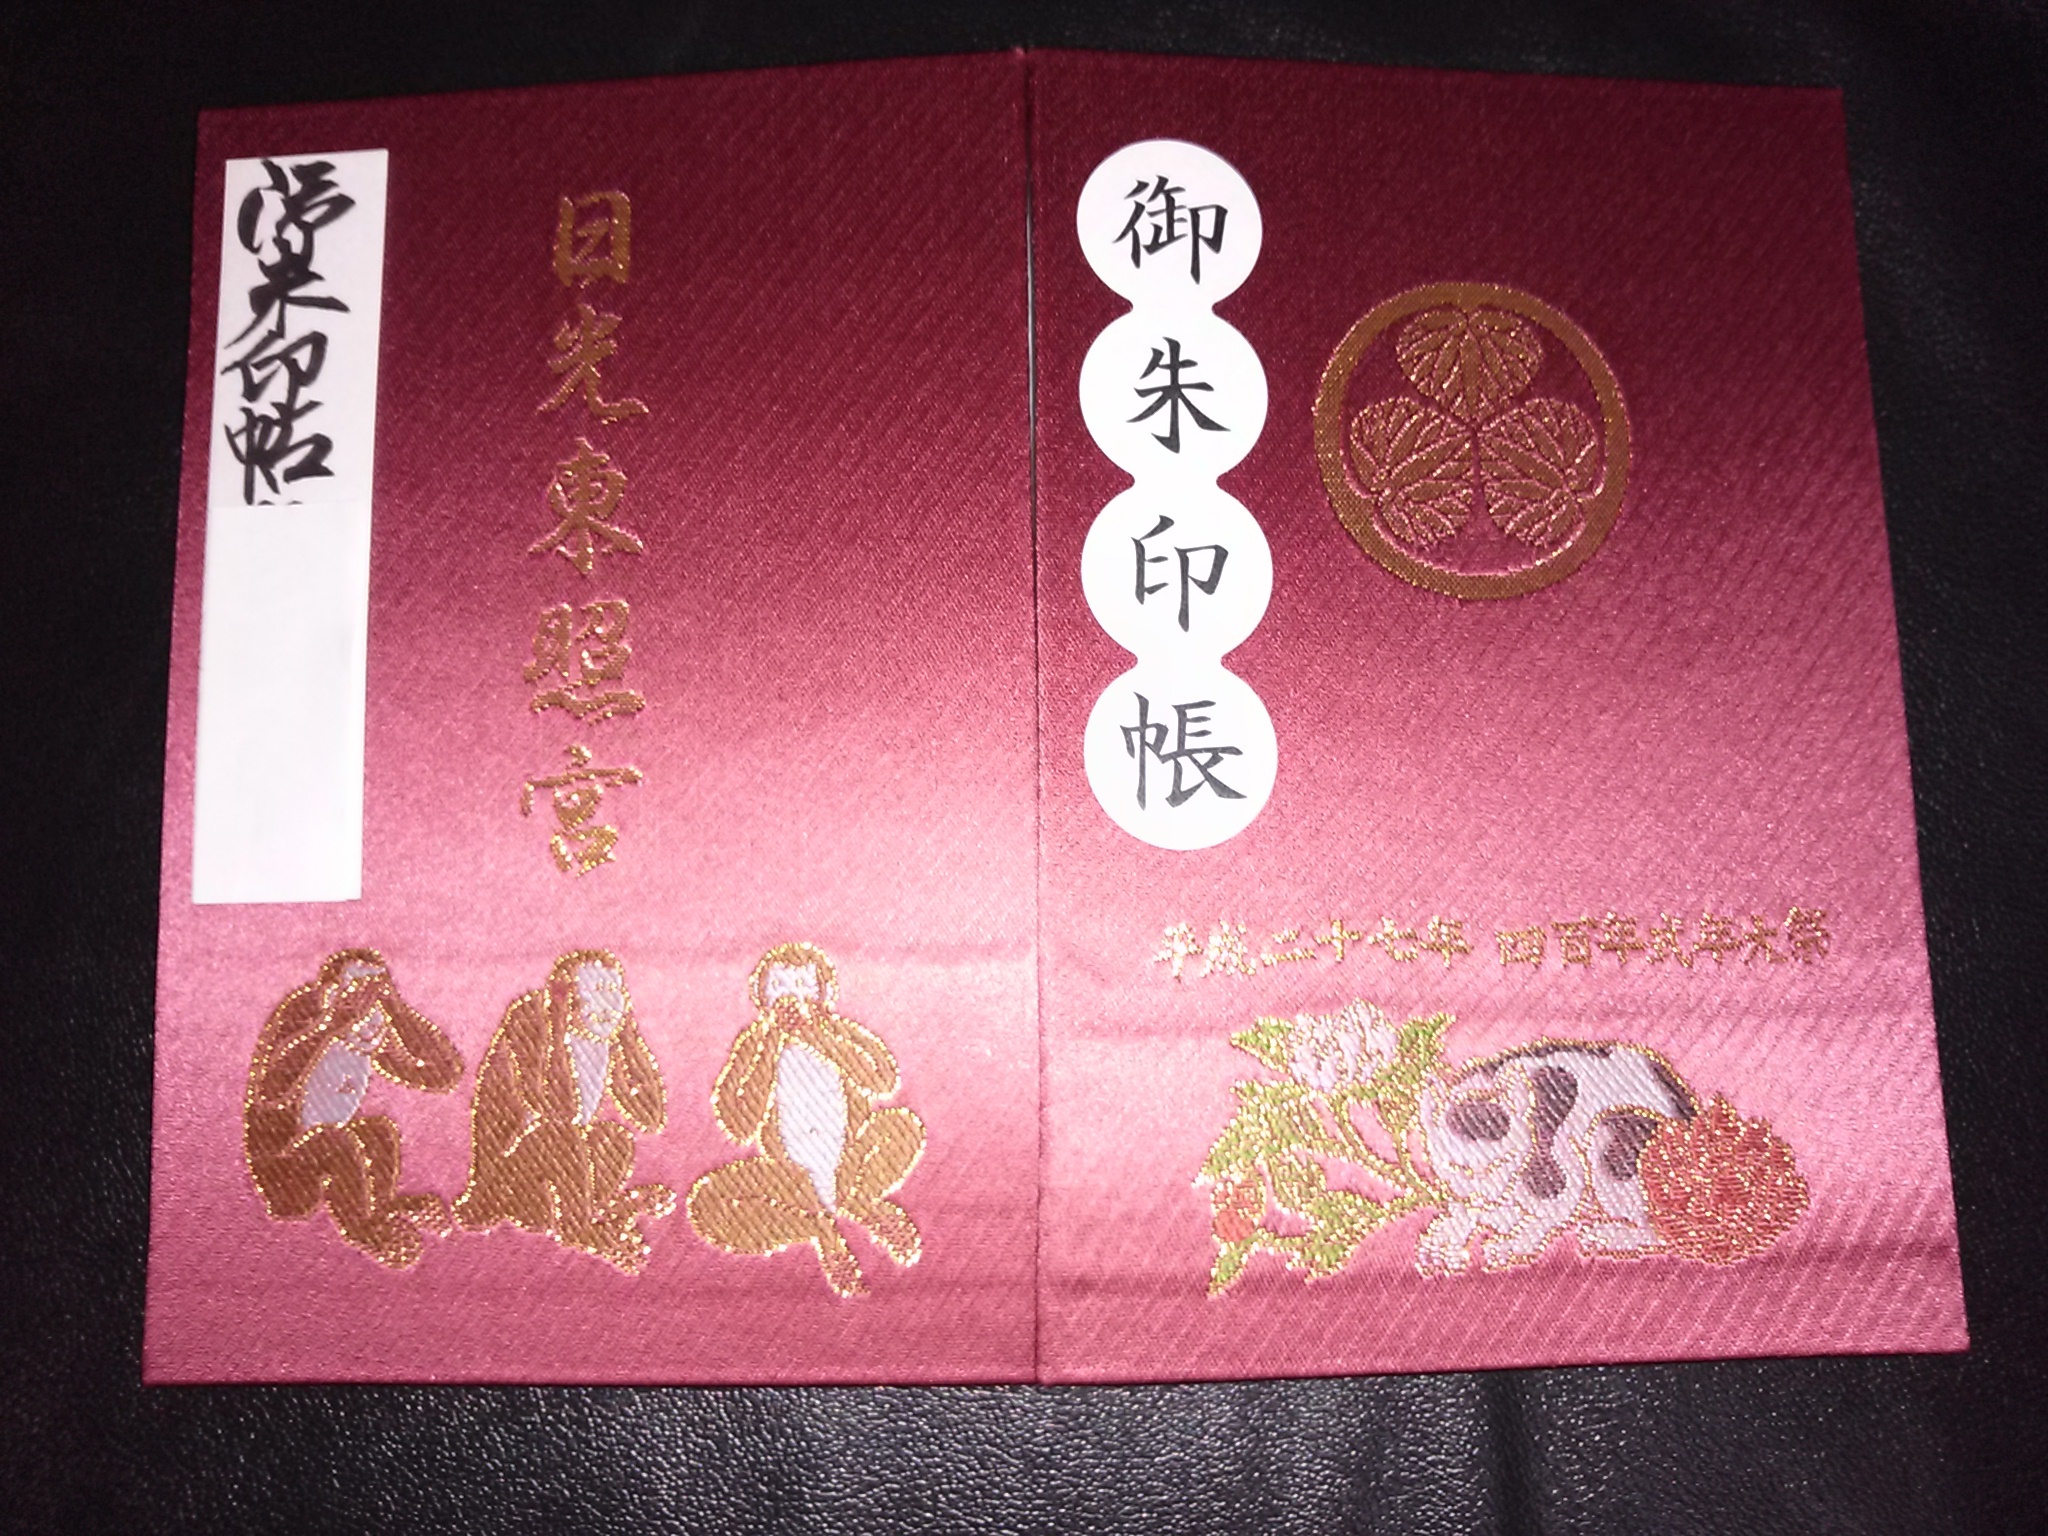 御朱印帳
平成二十七年 四百年式年大祭
日光東照宮
御朱印帖